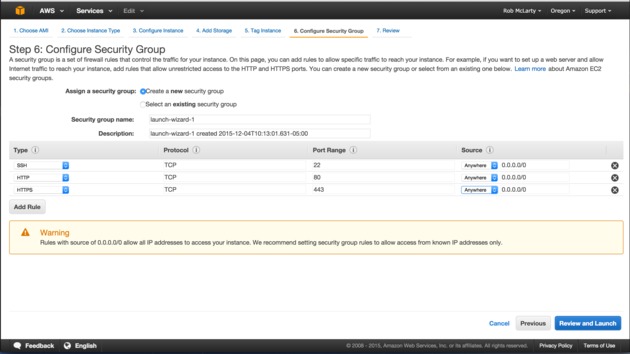 AWS Services Edit Rob McLarty Oregon Support
1. Choose AMI 2. Choose Instance Type 3. Configure Instance 4. Add Storage 5. Tag Instance 6. Configure Security Group 7. Review
Step 6: Configure Security Group
A security group is a set of firewall rules that control the traffic for your instance. On this page, you can add rules to allow specific traffic to reach your instance. For example, if you want to set up a web server and allow
Internet traffic to reach your instance, add rules that allow unrestricted access to the HTTP and HTTPS ports. You can create a new security group or select from an existing one below. Learn more about Amazon EC2
security groups.
Assign a security group: Create a new security group
Select an existing security group
Security group name: launch-wizard-1
Description: launch-wizard-1 created 2015-12-04T10:13:01.631-05:00
Type Protocol Port Range Source
SSH TCP 22 Anywhere 0.0.0.0/0
HTTP TCP 80 Anywhere 0.0.0.0/0
HTTPS TCP 443 Anywhere 0.0.0.0/0
Add Rule
Warning
Rules with source of 0.0.0.0/0 allow all IP addresses to access your instance. We recommend setting security group rules to allow access from known IP addresses only.
Cancel Previous Review and Launch
Feedback English © 2008 - 2015, Amazon Web Services, Inc. or its affiliates. All rights reserved. Privacy Policy Terms of Use